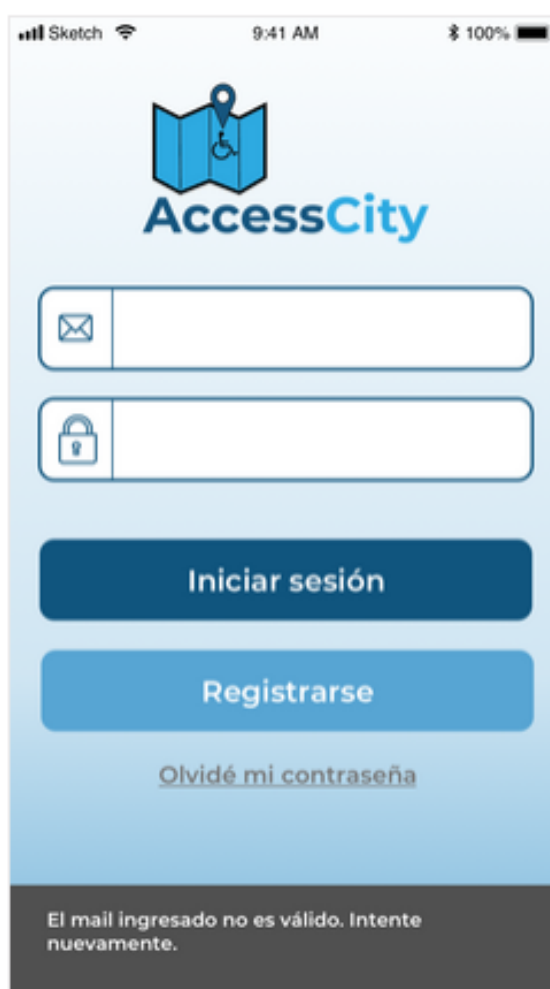 Sketch 9:41 AM 100%
AccessCity
Iniciar sesión
Registrarse
Olvidé mi contraseña
El mail ingresado no es válido. Intente
nuevamente.